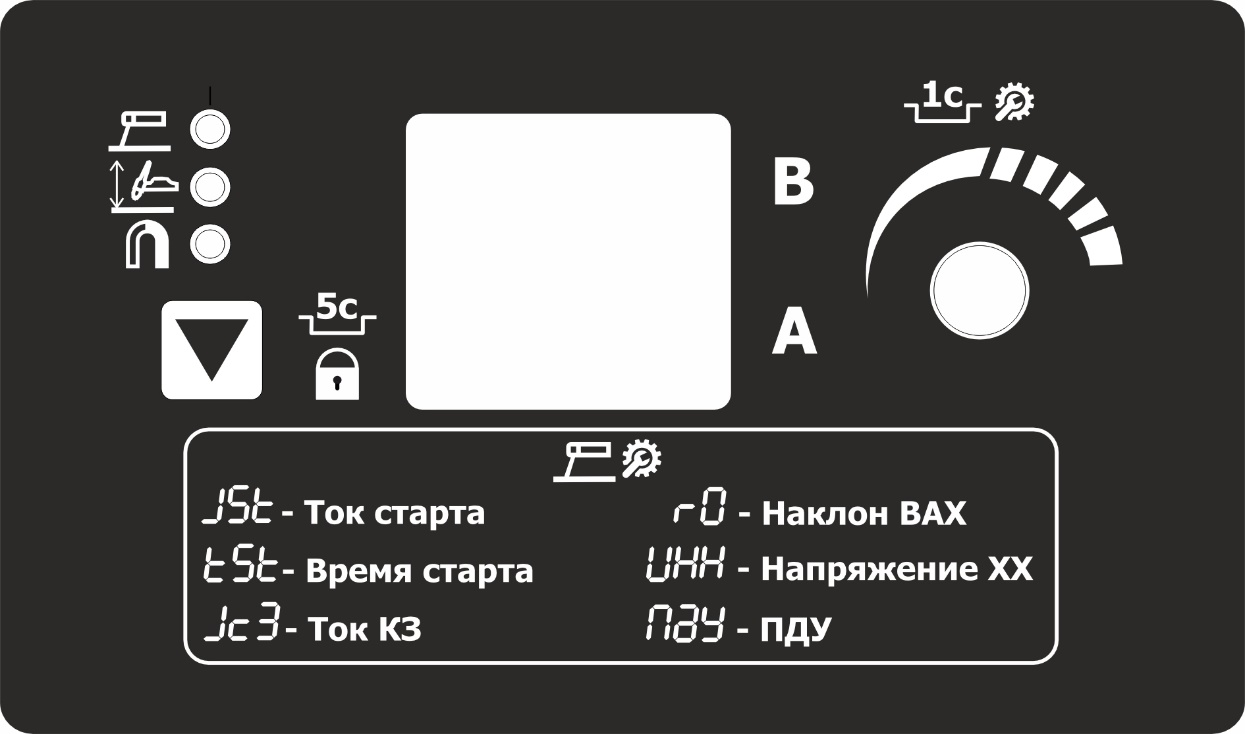 1с
В
5с
А
JSt - Ток старта
r0 - Наклон ВАХ
tSt - Время старта
UHH - Напряжение ХХ
Jc3 - Ток КЗ
ПДУ - ПДУ